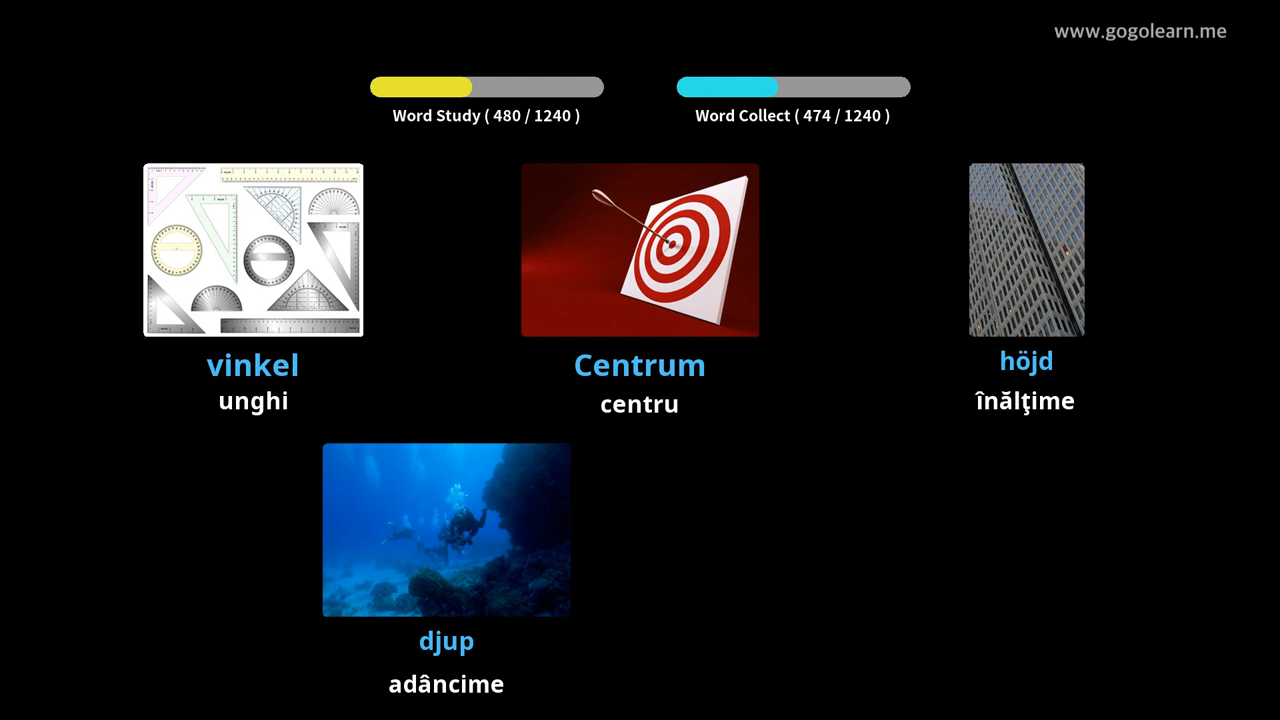 www.gogolearn.me
Word Study ( 480 / 1240 )
Word Collect ( 474 / 1240 )
vinkel
unghi
Centrum
centru
höjd
înălţime
djup
adâncime